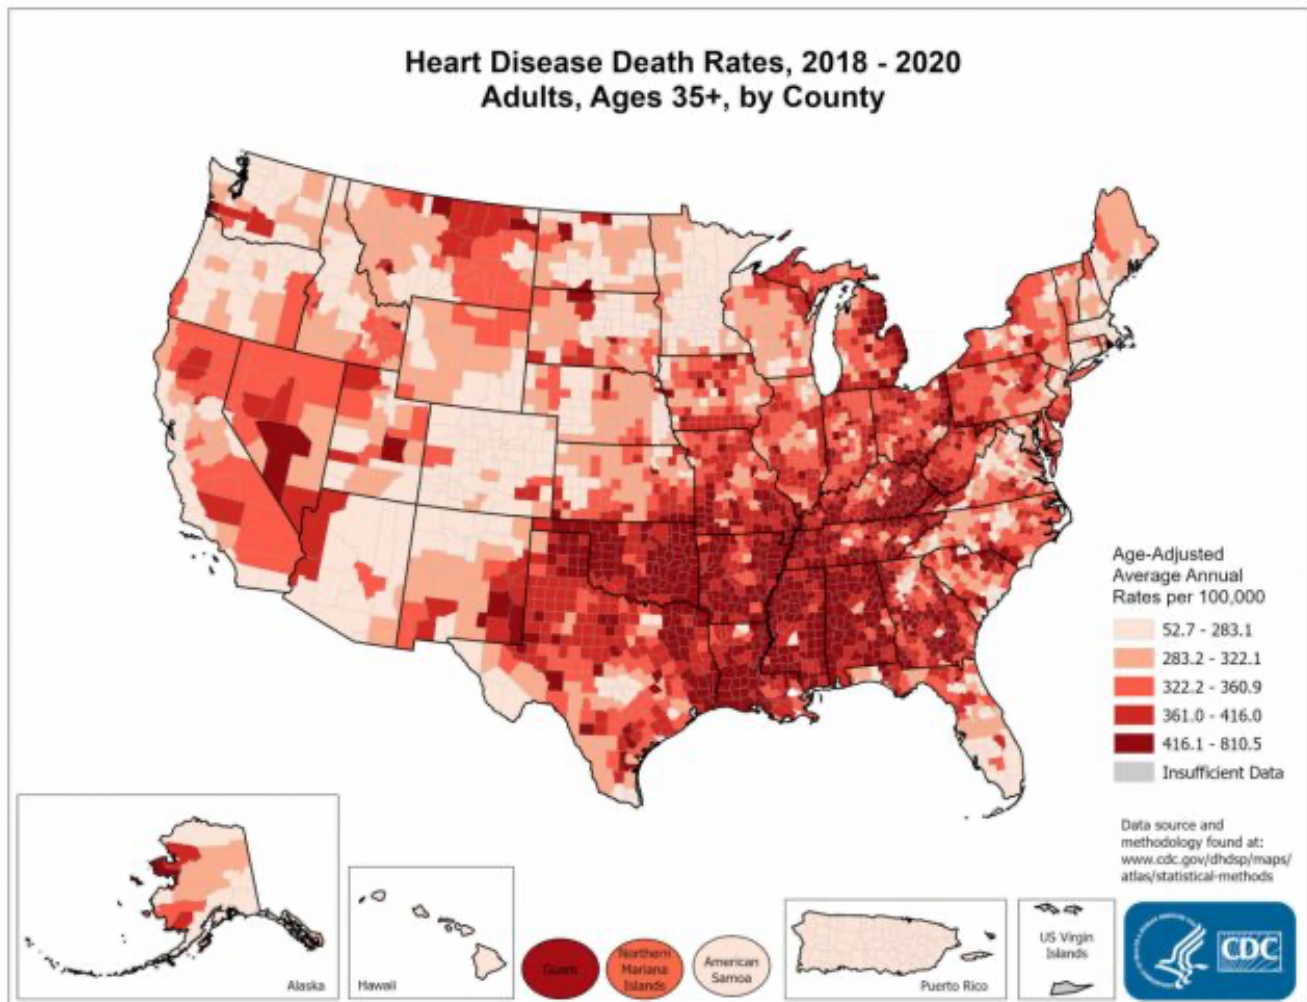 Heart Disease Death Rates, 2018 - 2020
Adults, Ages 35+, by County
Age-Adjusted
Average Annual
Rates per 100,000
52.7 - 283.1
283.2 - 322.1
322.2 - 360.9
361.0 - 416.0
416.1 - 810.5
Insufficient Data
Data source and
methodology found at:
www.cdc.gov/dhdsp/maps/
atlas/statistical-methods
Alaska
Hawaii
Guam
Northern
Mariana
Islands
American
Samoa
Puerto Rico
US Virgin
Islands
CDC